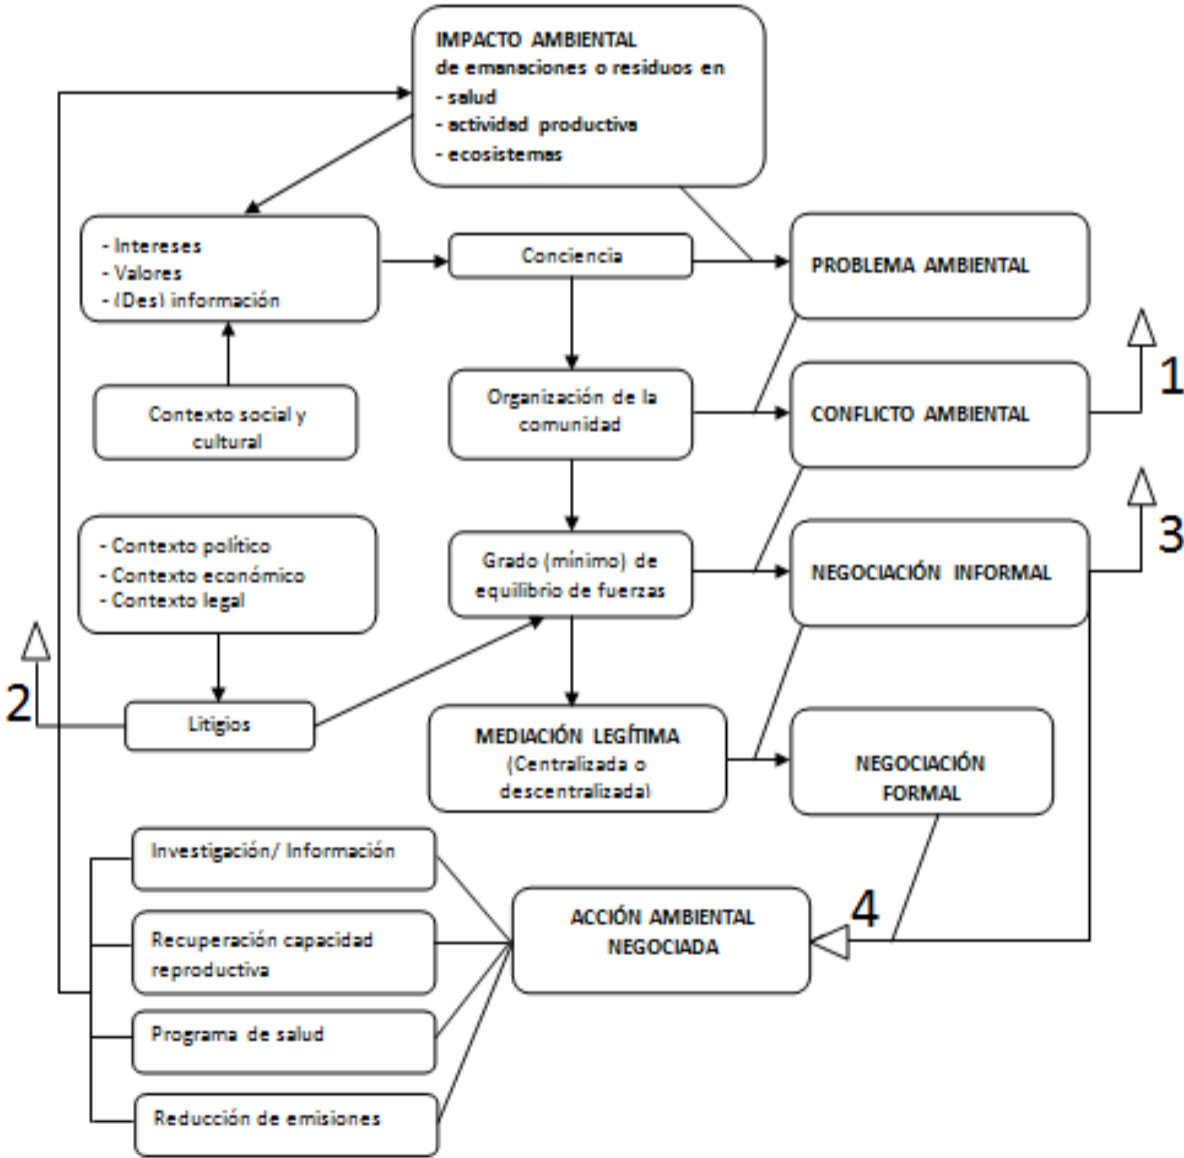 IMPACTO AMBIENTAL
de emanaciones o residuos en
- salud
- actividad productiva
- ecosistemas
- Intereses
- Valores
- (Des) información
Conciencia
PROBLEMA AMBIENTAL
Contexto social y
cultural
Organización de la
comunidad
CONFLICTO AMBIENTAL
1
- Contexto político
- Contexto económico
- Contexto legal
Grado (mínimo) de
equilibrio de fuerzas
NEGOCIACIÓN INFORMAL
3
2
Litigios
MEDIACIÓN LEGÍTIMA
(Centralizada o
descentralizada)
NEGOCIACIÓN
FORMAL
Investigación/ Información
Recuperación capacidad
reproductiva
Programa de salud
Reducción de emisiones
ACCIÓN AMBIENTAL
NEGOCIADA
4